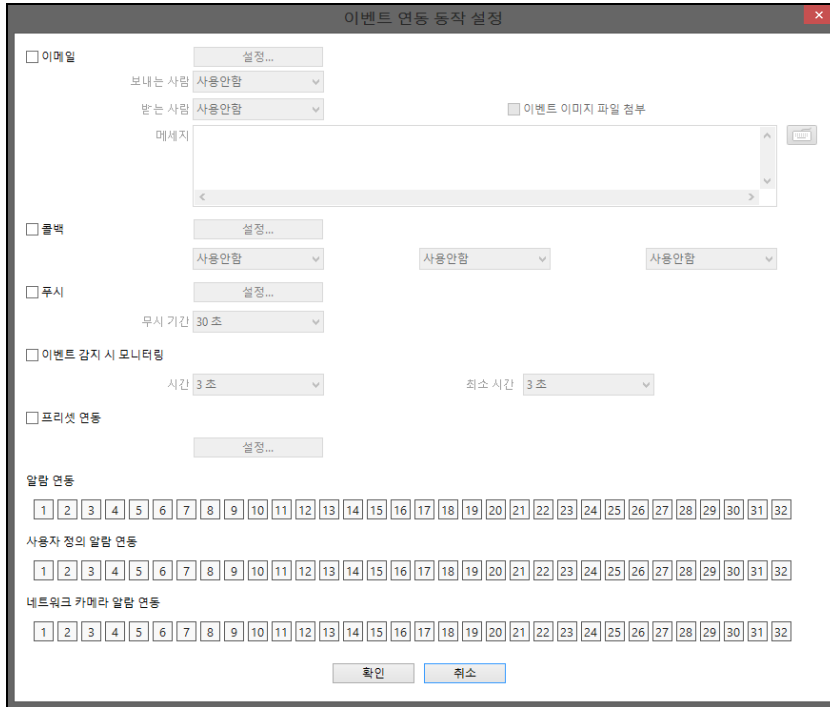 이벤트 연동 동작 설정
이메일 설정...
보내는 사람 사용안함
받는 사람 사용안함 이벤트 이미지 파일 첨부
메세지
콜백 설정...
사용안함 사용안함 사용안함
푸시 설정...
무시 기간 30 초
이벤트 감지 시 모니터링
시간 3 초 최소 시간 3 초
프리셋 연동
설정...
알람 연동
1 2 3 4 5 6 7 8 9 10 11 12 13 14 15 16 17 18 19 20 21 22 23 24 25 26 27 28 29 30 31 32
사용자 정의 알람 연동
1 2 3 4 5 6 7 8 9 10 11 12 13 14 15 16 17 18 19 20 21 22 23 24 25 26 27 28 29 30 31 32
네트워크 카메라 알람 연동
1 2 3 4 5 6 7 8 9 10 11 12 13 14 15 16 17 18 19 20 21 22 23 24 25 26 27 28 29 30 31 32
확인 취소